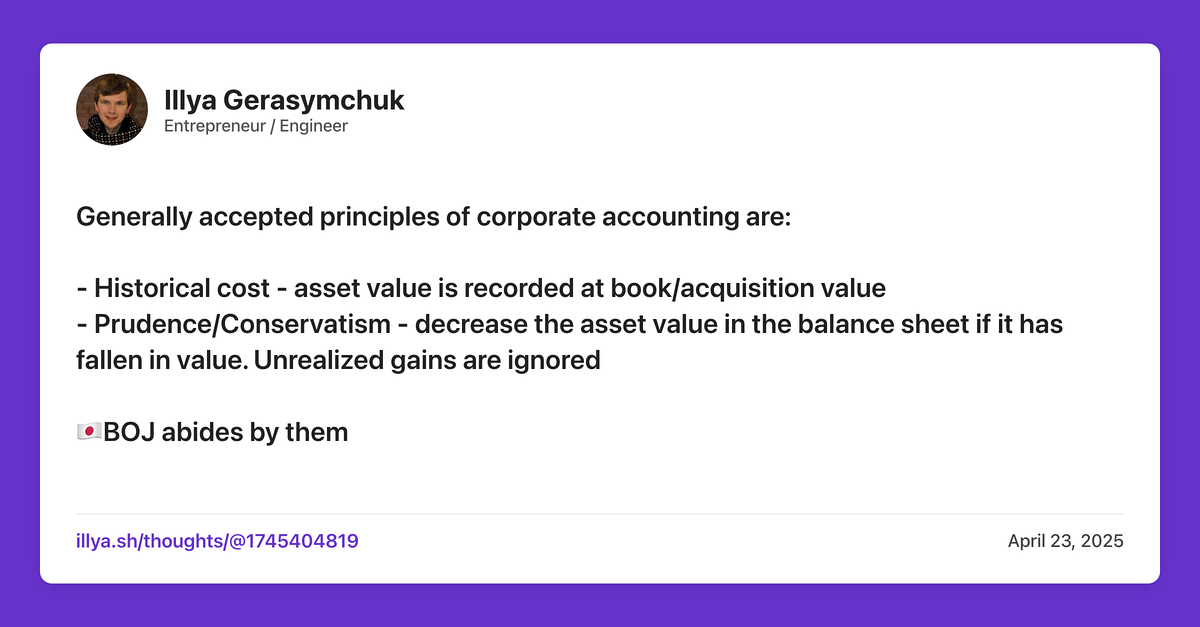 Illya Gerasymchuk
Entrepreneur / Engineer
Generally accepted principles of corporate accounting are:
- Historical cost - asset value is recorded at book/acquisition value
- Prudence/Conservatism - decrease the asset value in the balance sheet if it has
fallen in value. Unrealized gains are ignored
🇯🇵BOJ abides by them
illya.sh/thoughts/@1745404819
April 23, 2025